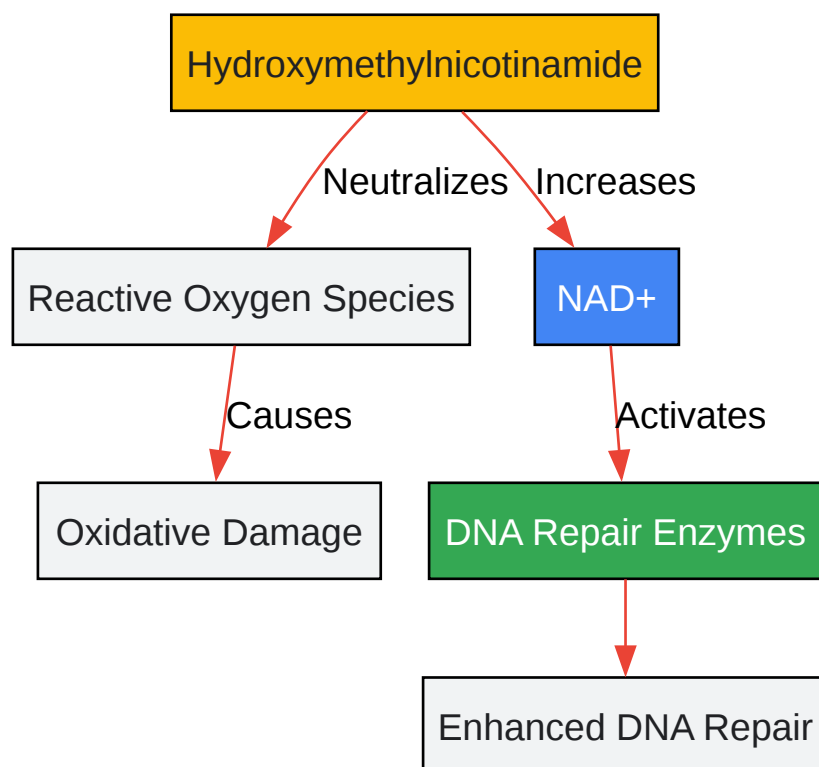 Hydroxymethylnicotinamide
Neutralizes
Increases
Reactive Oxygen Species
NAD+
Causes
Activates
Oxidative Damage
DNA Repair Enzymes
Enhanced DNA Repair